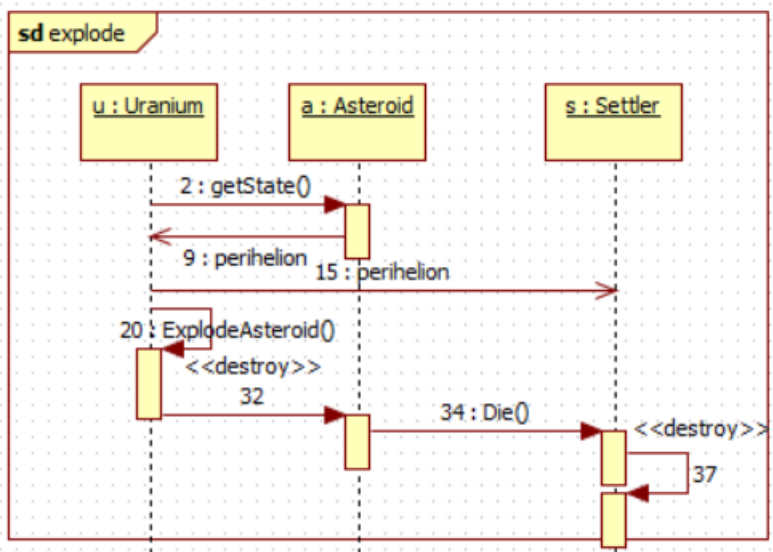 sd explode
u : Uranium
a : Asteroid
s : Settler
2 : getState()
9 : perihelion
15 : perihelion
20 : ExplodeAsteroid()
<<destroy>>
32
34 : Die()
<<destroy>>
37